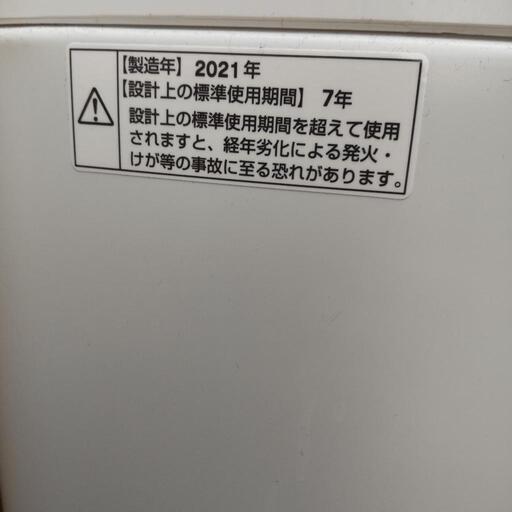 【製造年】 2021年
【設計上の標準使用期間】 7年
設計上の標準使用期間を超えて使用
されますと、経年劣化による発火・
けが等の事故に至る恐れがあります。